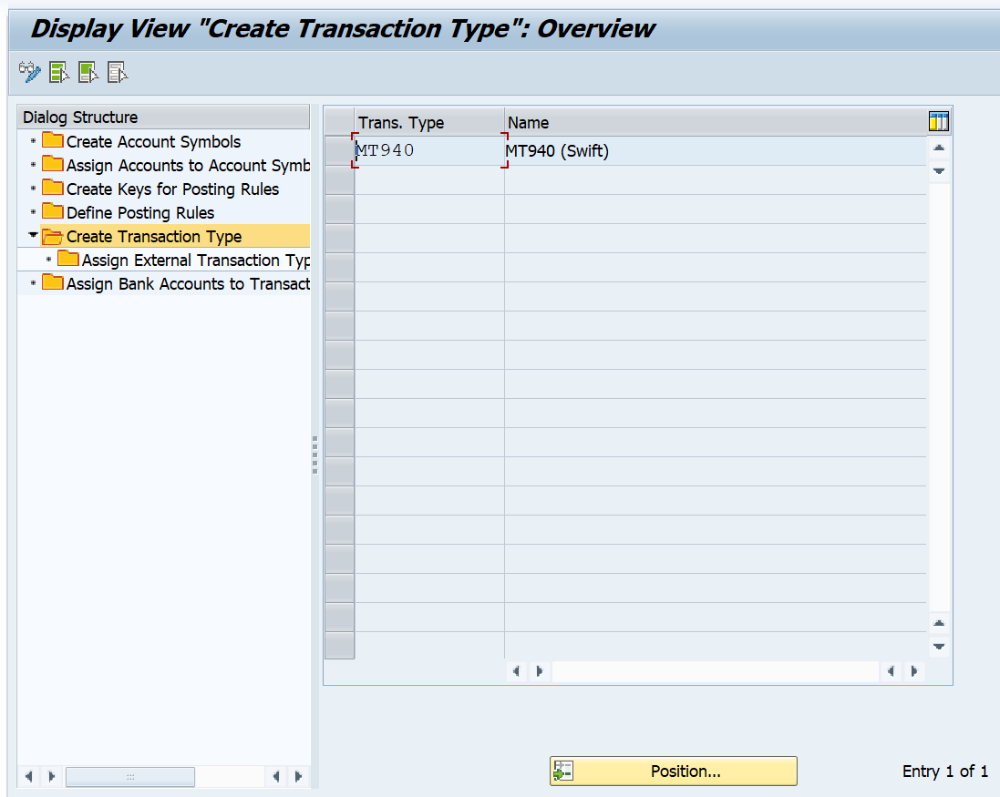 Display View "Create Transaction Type": Overview
Dialog Structure
Create Account Symbols
Assign Accounts to Account Symb
Create Keys for Posting Rules
Define Posting Rules
Create Transaction Type
Assign External Transaction Typ
Assign Bank Accounts to Transact
Trans. Type Name
MT940 MT940 (Swift)
Position...
Entry 1 of 1